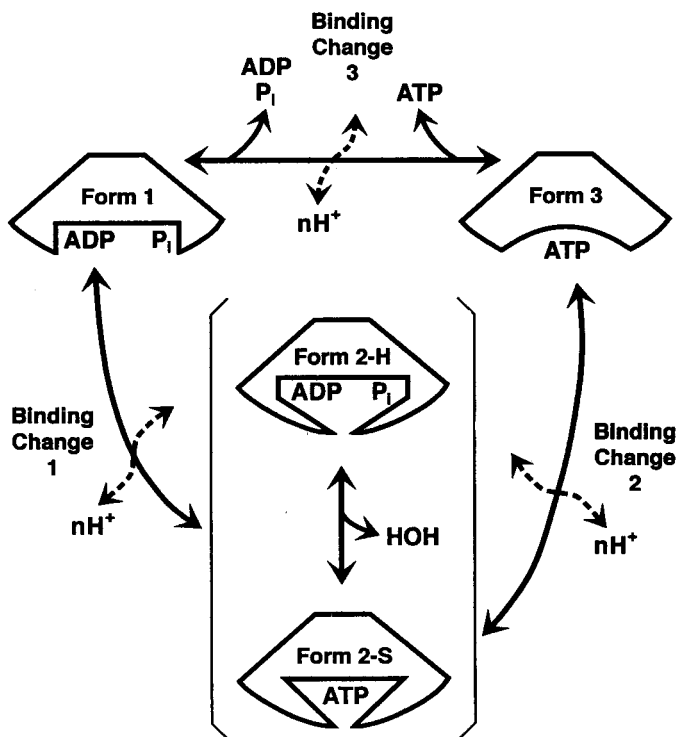 Binding
Change
3
ADP
Pi
ATP
nH+
Form 1
ADP Pi
Form 3
ATP
Form 2-H
ADP Pi
Binding
Change
1
nH+
Binding
Change
2
nH+
HOH
Form 2-S
ATP